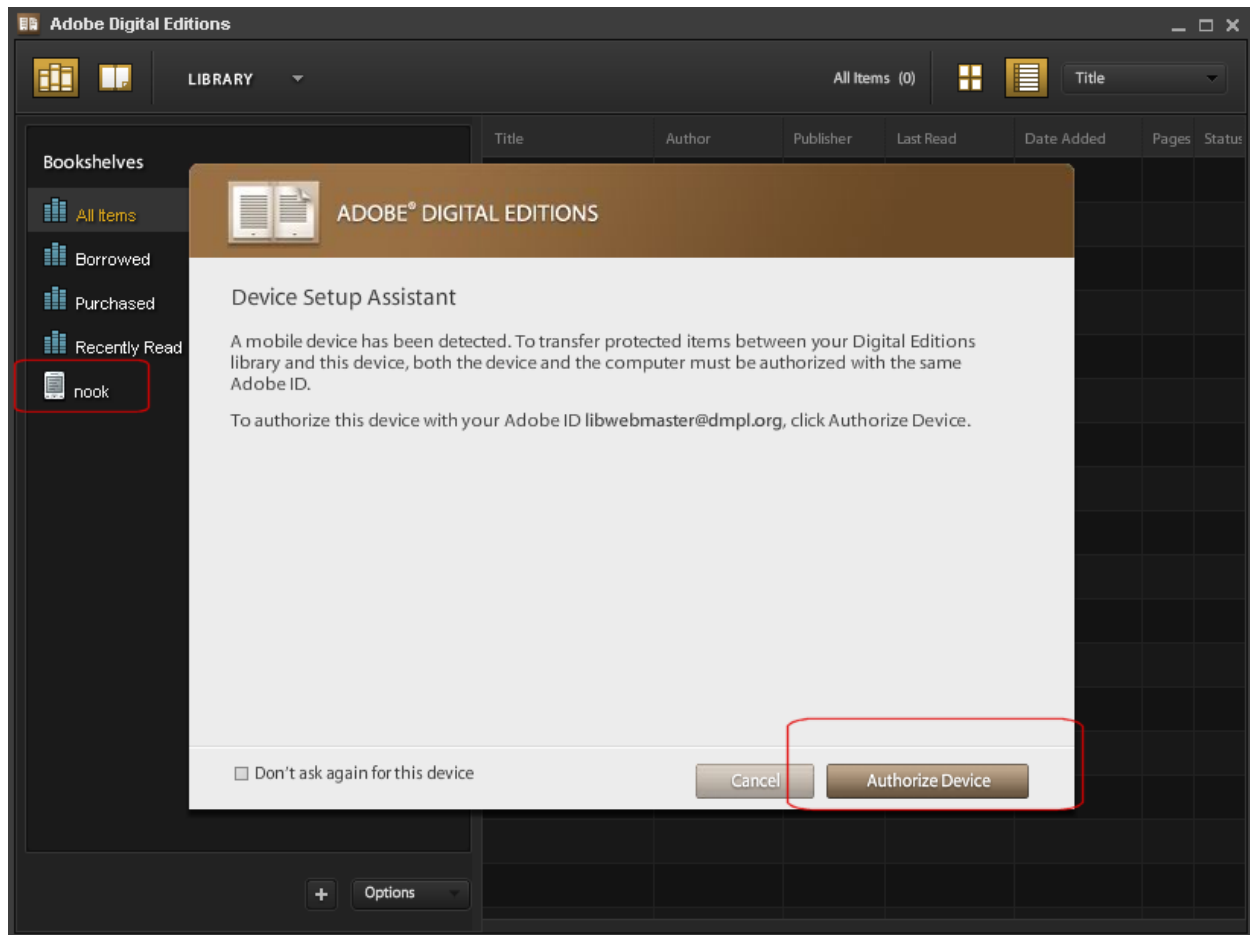 Adobe Digital Editions
LIBRARY
All Items (0)
Title
Title Author Publisher Last Read Date Added Pages Status
Bookshelves
All Items
Borrowed
Purchased
Recently Read
nook
ADOBE® DIGITAL EDITIONS
Device Setup Assistant
A mobile device has been detected. To transfer protected items between your Digital Editions
library and this device, both the device and the computer must be authorized with the same
Adobe ID.
To authorize this device with your Adobe ID libwebmaster@dmpl.org, click Authorize Device.
Don't ask again for this device
Cancel
Authorize Device
+
Options